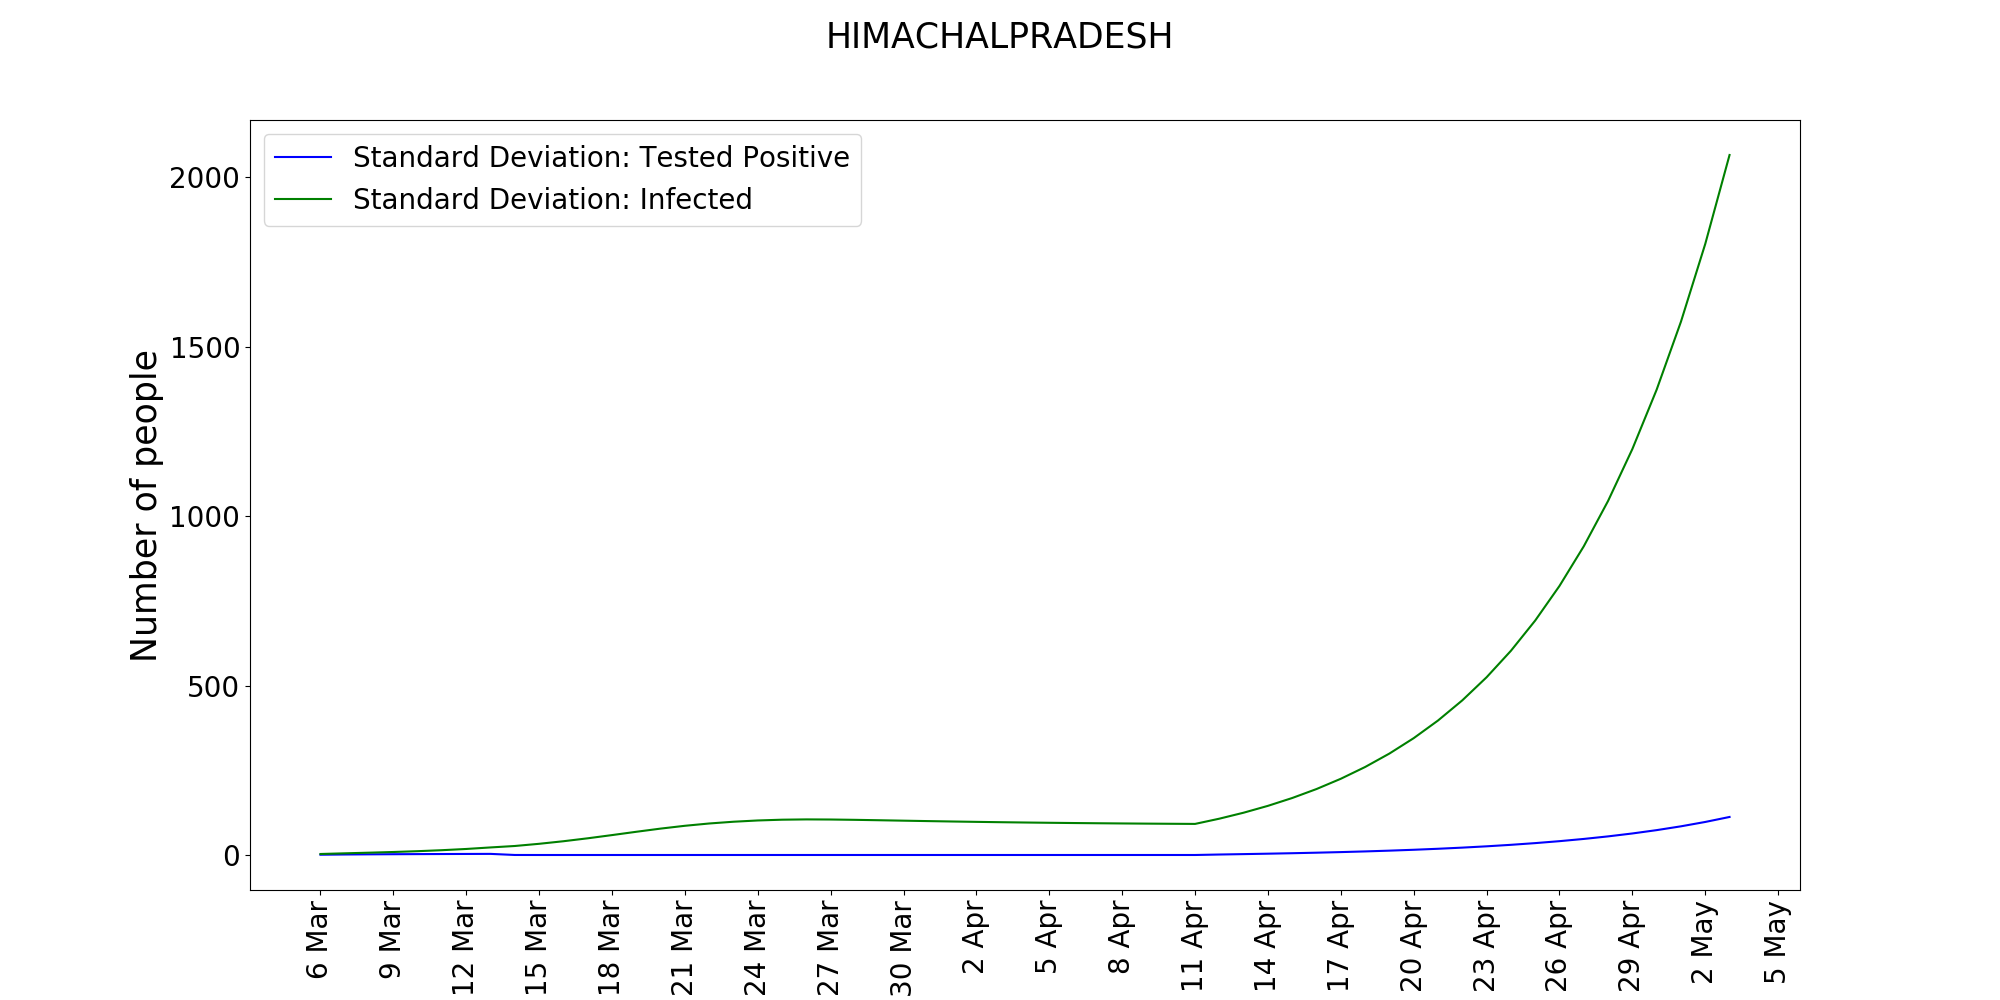 HIMACHALPRADESH
Standard Deviation: Tested Positive
Standard Deviation: Infected
Number of people
2000
1500
1000
500
0
6 Mar
9 Mar
12 Mar
15 Mar
18 Mar
21 Mar
24 Mar
27 Mar
30 Mar
2 Apr
5 Apr
8 Apr
11 Apr
14 Apr
17 Apr
20 Apr
23 Apr
26 Apr
29 Apr
2 May
5 May